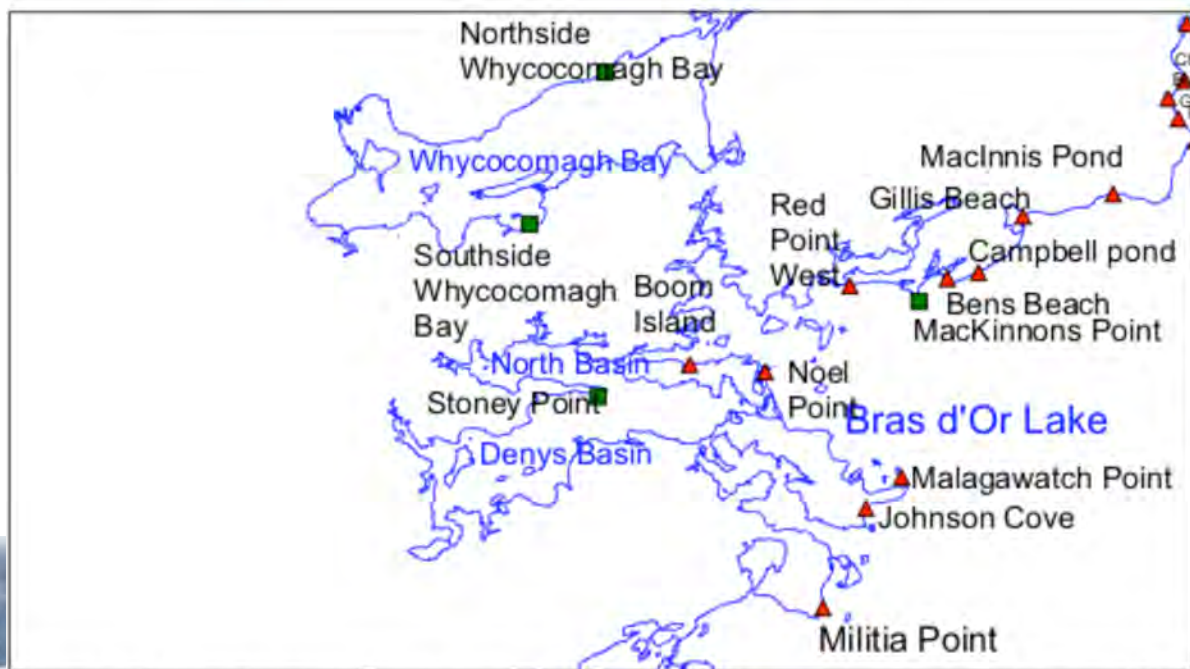 Northside
Whycocomagh Bay
Whycocomagh Bay
MacInnis Pond
Gillis Beach
Red
Point
West
Campbell pond
Southside
Whycocomagh
Bay
Boom
Island
Bens Beach
MacKinnons Point
North Basin
Noel
Point
Stoney Point
Bras d'Or Lake
Denys Basin
Malagawatch Point
Johnson Cove
Militia Point